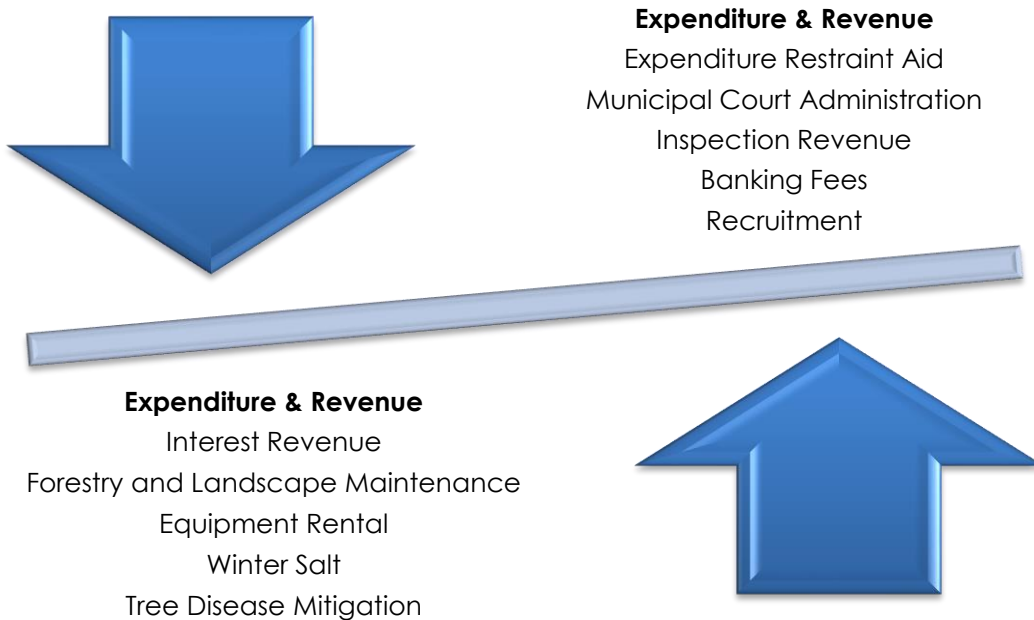 Expenditure & Revenue
Expenditure Restraint Aid
Municipal Court Administration
Inspection Revenue
Banking Fees
Recruitment
Expenditure & Revenue
Interest Revenue
Forestry and Landscape Maintenance
Equipment Rental
Winter Salt
Tree Disease Mitigation